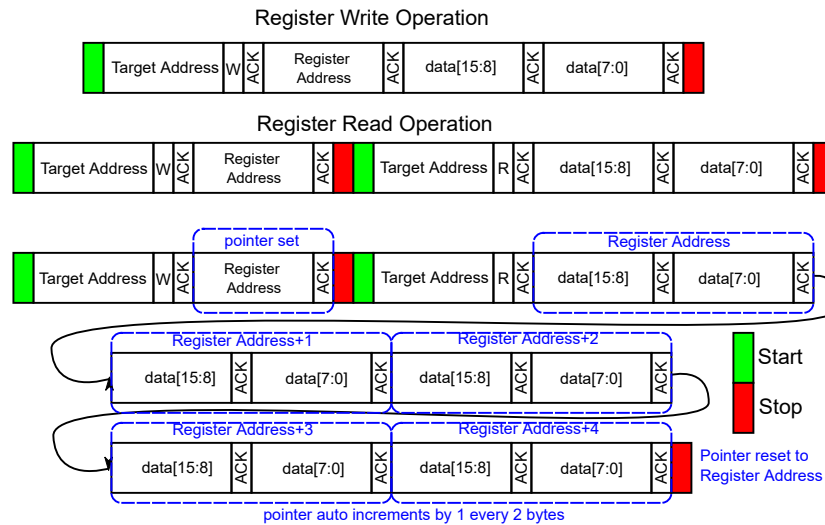 Register Write Operation
Target Address W ACK Register Address ACK data[15:8] ACK data[7:0] ACK
Register Read Operation
Target Address W ACK Register Address ACK Target Address R ACK data[15:8] ACK data[7:0] ACK
pointer set Register Address
Target Address W ACK Register Address ACK Target Address R ACK data[15:8] ACK data[7:0] ACK
Register Address+1 Register Address+2
data[15:8] ACK data[7:0] ACK data[15:8] ACK data[7:0] ACK
Start
Stop
Register Address+3 Register Address+4
data[15:8] ACK data[7:0] ACK data[15:8] ACK data[7:0] ACK
Pointer reset to
Register Address
pointer auto increments by 1 every 2 bytes